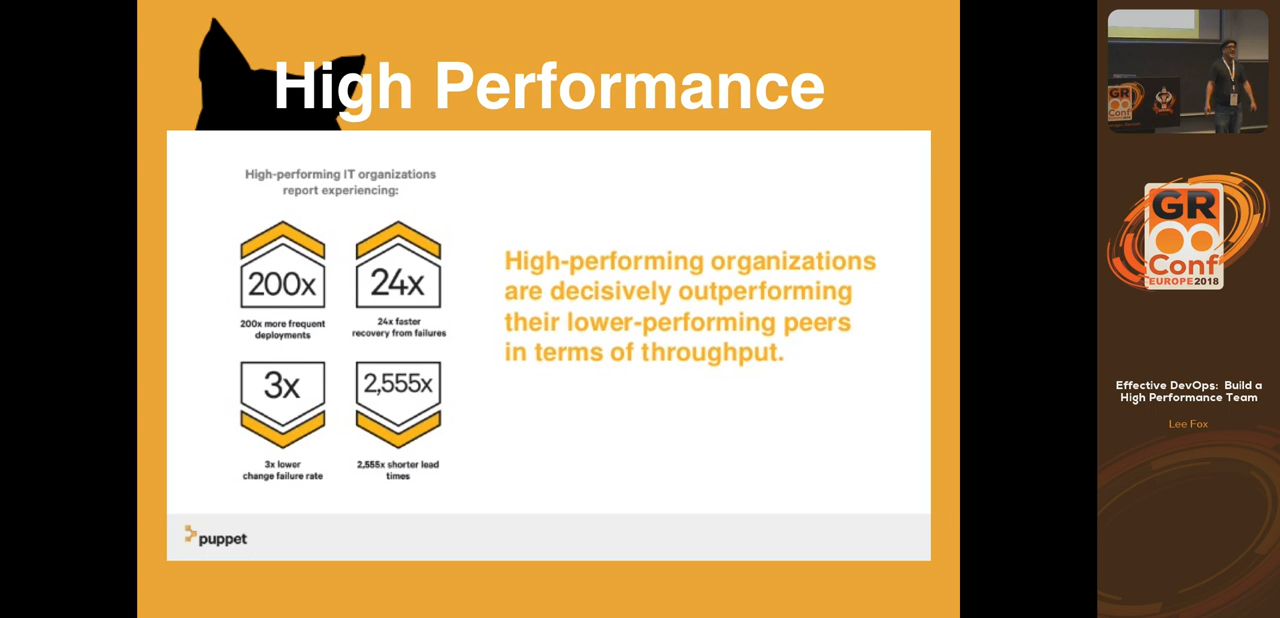 High Performance
High-performing IT organizations
report experiencing:
200x
24x
200x more frequent
deployments
24x faster
recovery from failures
3x
2,555x
3x lower
change failure rate
2,555x shorter lead
times
High-performing organizations
are decisively outperforming
their lower-performing peers
in terms of throughput.
puppet
GR
Conf
GR8
Conf
EUROPE2018
Effective DevOps: Build a
High Performance Team
Lee Fox